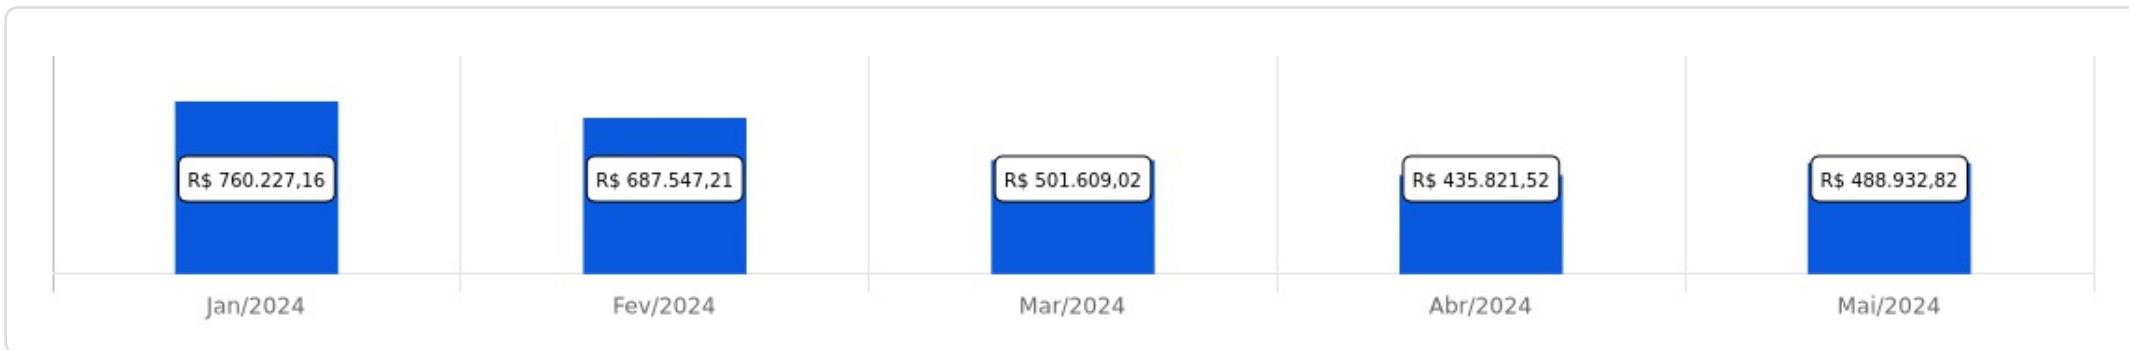 R$ 760.227,16
R$ 687.547,21
R$ 501.609,02
R$ 435.821,52
R$ 488.932,82
Jan/2024
Fev/2024
Mar/2024
Abr/2024
Mai/2024